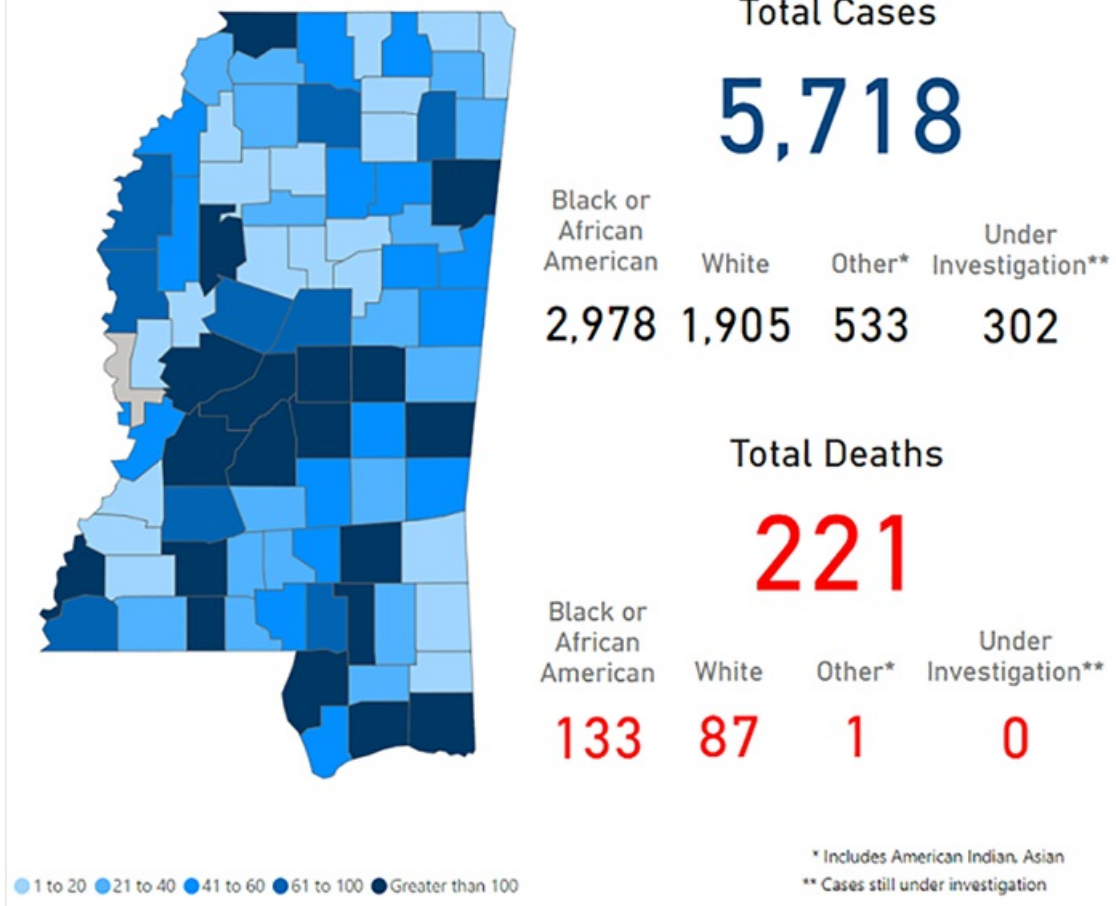 Total Cases
5,718
Black or
African
American
White
Other*
Under
Investigation**
2,978
1,905
533
302
Total Deaths
221
Black or
African
American
White
Other*
Under
Investigation**
133
87
1
0
* Includes American Indian, Asian
** Cases still under investigation
1 to 20
21 to 40
41 to 60
61 to 100
Greater than 100